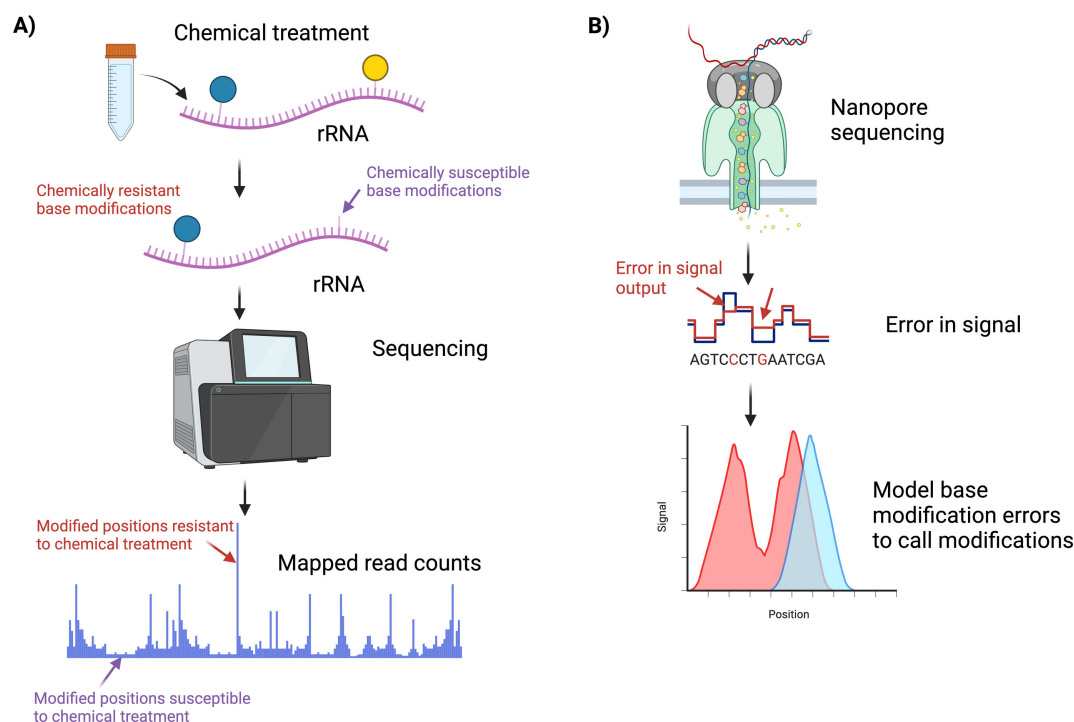 A)
Chemical treatment
rRNA
Chemically resistant
base modifications
Chemically susceptible
base modifications
rRNA
Sequencing
Modified positions resistant
to chemical treatment
Mapped read counts
Modified positions susceptible
to chemical treatment
B)
Nanopore
sequencing
Error in signal
output
Error in signal
AGTCCCTGAATCGA
Signal
Position
Model base
modification errors
to call modifications